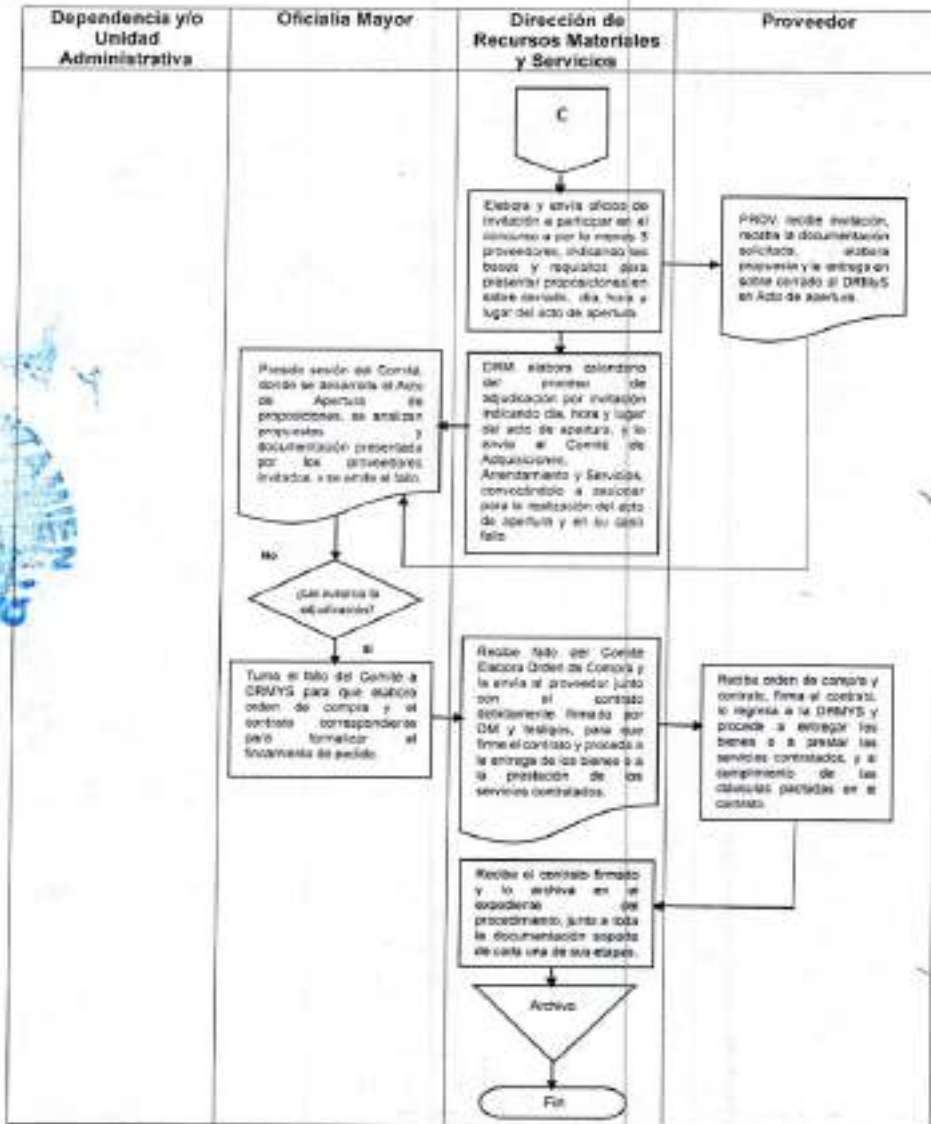 Dependencia y/o
Unidad
Administrativa
Oficialía Mayor
Dirección de
Recursos Materiales
y Servicios
Proveedor
C
Elabora y envía oficios de
invitación a participar en el
concurso a por lo menos 3
proveedores, indicando las
bases y requisitos para
presentar proposiciones en
sobre cerrado, día, hora y
lugar del acto de apertura
PROV. recibe invitación,
recaba la documentación
solicitada, elabora
propuesta y la entrega en
sobre cerrado al DRMyS
en Acto de apertura.
Preside sesión del Comité,
donde se desarrolla el Acto
de Apertura de
proposiciones, se analizan
propuestas y
documentación presentada
por los proveedores
invitados, y se emite el fallo.
DRM, elabora calendario
del proceso de
adjudicación por invitación
indicando día, hora y lugar
del acto de apertura, y lo
envía al Comité de
Adquisiciones,
Arrendamiento y Servicios,
convocándolo a sesionar
para la realización del acto
de apertura y en su caso
fallo.
No
autoriza la
adjudicación?
Si
Turna el fallo del Comité a
DRMYS para que elabore
orden de compra y el
contrato correspondiente
para formalizar el
fincamiento de pedido.
Recibe fallo del Comité
Elabora Orden de Compra y
la envía al proveedor junto
con el contrato
debidamente firmado por
OM y testigos, para que
firme el contrato y proceda a
la entrega de los bienes o a
la prestación de los
servicios contratados.
Recibe orden de compra y
contrato, firma el contrato,
lo regresa a la DRMYS y
procede a entregar los
bienes o a prestar los
servicios contratados, y al
cumplimiento de las
cláusulas pactadas en el
contrato.
Recibe el contrato firmado
y lo archiva en el
expediente del
procedimiento, junto a toda
la documentación soporte
de cada una de sus etapas.
Archivo
Fin